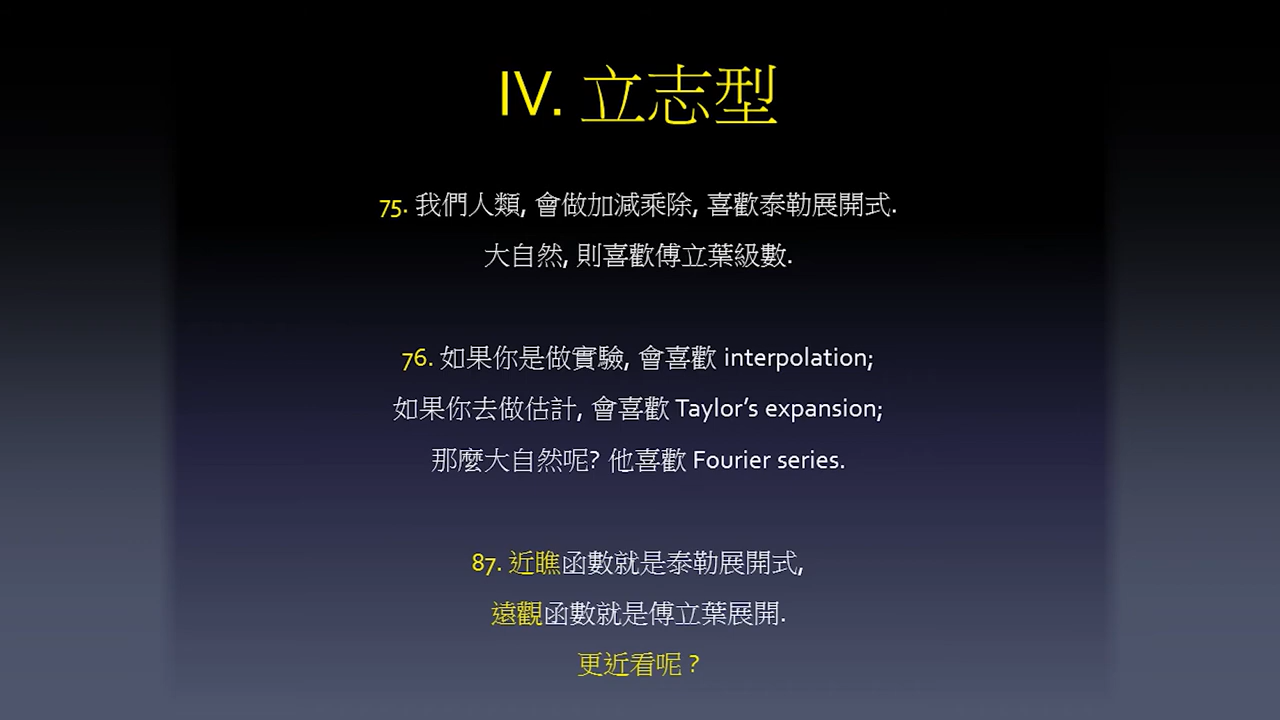 IV. 立志型
75. 我們人類, 會做加減乘除, 喜歡泰勒展開式.
大自然, 則喜歡傅立葉級數.
76. 如果你是做實驗, 會喜歡 interpolation;
如果你去做估計, 會喜歡 Taylor’s expansion;
那麼大自然呢? 他喜歡 Fourier series.
87. 近瞧函數就是泰勒展開式,
遠觀函數就是傅立葉展開.
更近看呢 ?